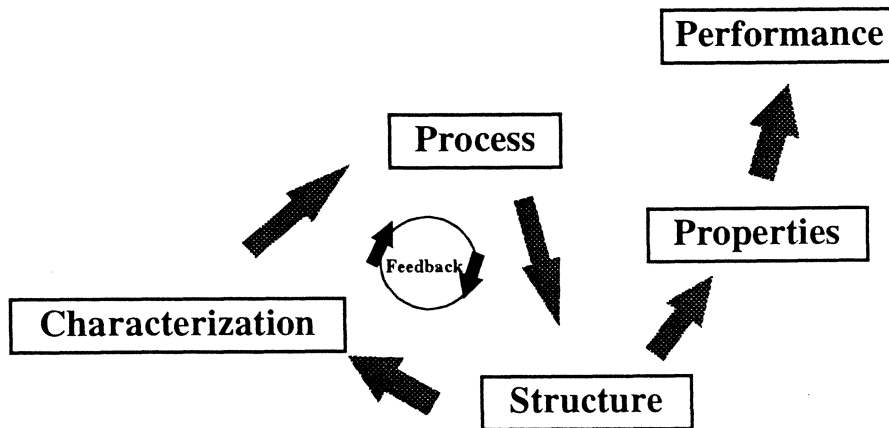 Performance
Process
Properties
Feedback
Characterization
Structure